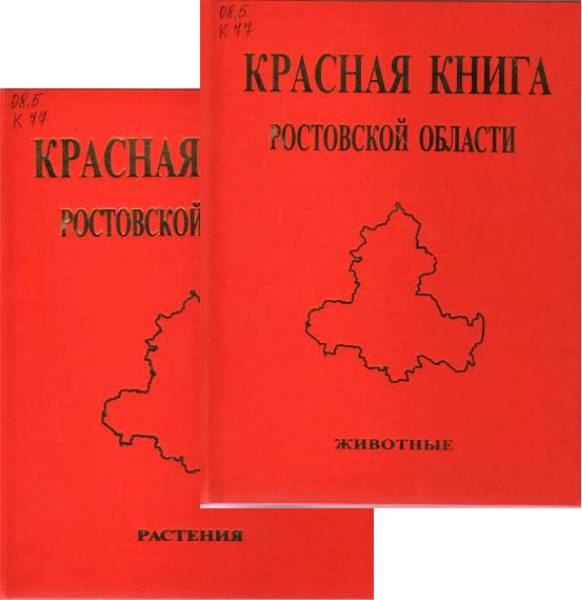 08.5
К 77
КРАСНАЯ КНИГА
РОСТОВСКОЙ ОБЛАСТИ
ЖИВОТНЫЕ
08.5
К 77
КРАСНАЯ
РОСТОВСКОЙ
РАСТЕНИЯ